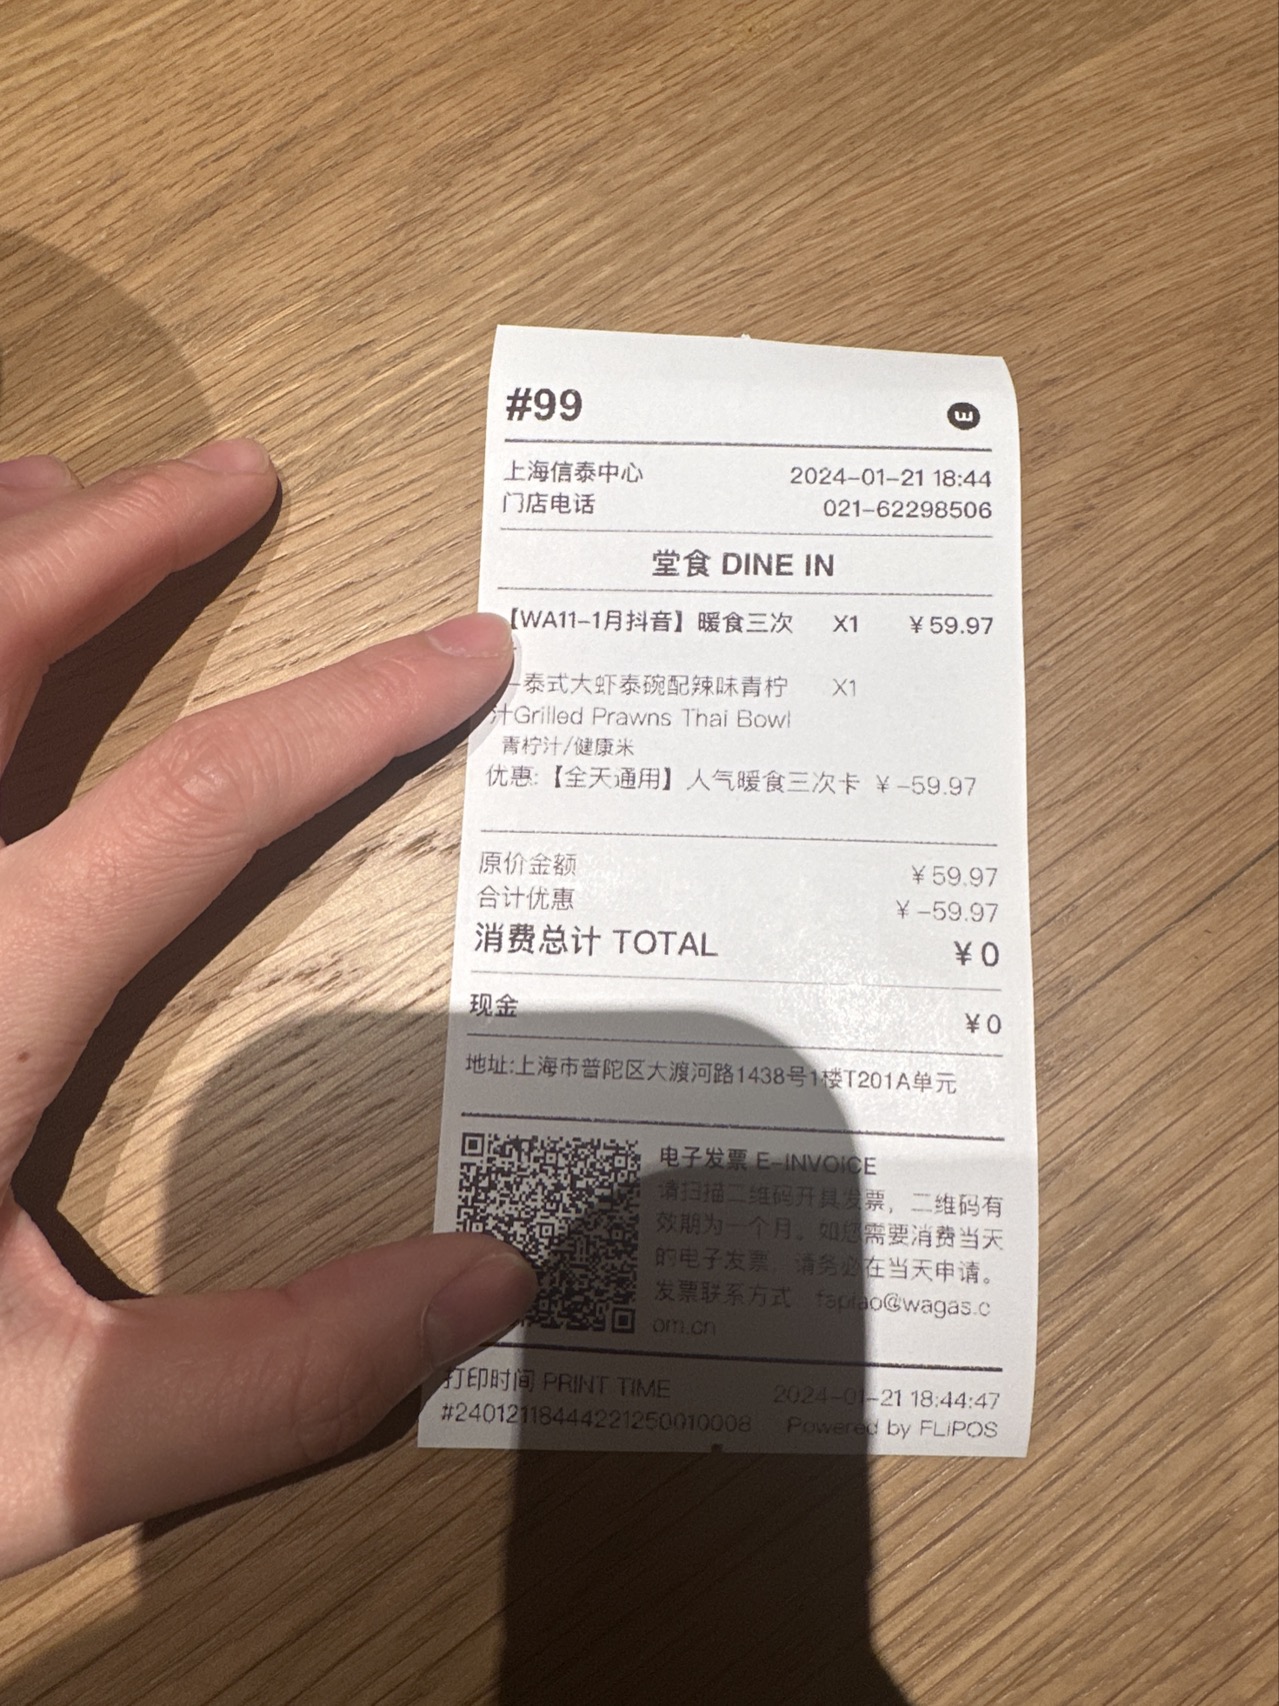 #99
上海信泰中心 2024-01-21 18:44
门店电话 021-62298506
堂食 DINE IN
【WA11-1月抖音】暖食三次 X1 ￥59.97
-泰式大虾泰碗配辣味青柠 X1
汁Grilled Prawns Thai Bowl
青柠汁/健康米
优惠:【全天通用】人气暖食三次卡 ￥-59.97
原价金额 ￥59.97
合计优惠 ￥-59.97
消费总计 TOTAL ￥0
现金 ￥0
地址:上海市普陀区大渡河路1438号1楼T201A单元
电子发票 E-INVOICE
请扫描二维码开具发票，二维码有
效期为一个月。如您需要消费当天
的电子发票，请务必在当天申请。
发票联系方式 fapiao@wagas.c
om.cn
打印时间 PRINT TIME 2024-01-21 18:44:47
#24012118444221250010008 Powered by FLiPOS